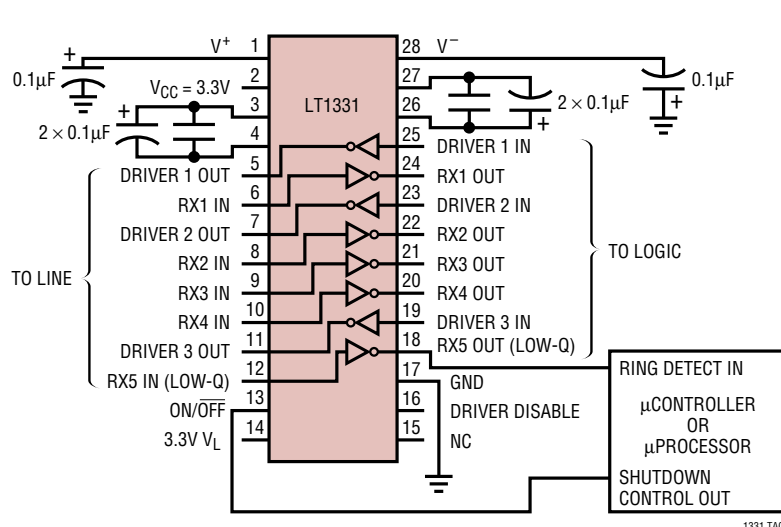 V+ 1
28 V−
0.1µF
+
2
27
0.1µF
+
VCC = 3.3V
3
LT1331
26
2 × 0.1µF
+
2 × 0.1µF
+
4
25 DRIVER 1 IN
DRIVER 1 OUT 5
24 RX1 OUT
RX1 IN 6
23 DRIVER 2 IN
DRIVER 2 OUT 7
22 RX2 OUT
RX2 IN 8
21 RX3 OUT
RX3 IN 9
20 RX4 OUT
RX4 IN 10
19 DRIVER 3 IN
DRIVER 3 OUT 11
18 RX5 OUT (LOW-Q)
RX5 IN (LOW-Q) 12
17 GND
ON/OFF 13
16 DRIVER DISABLE
3.3V VL 14
15 NC
TO LINE
TO LOGIC
RING DETECT IN
µCONTROLLER
OR
µPROCESSOR
SHUTDOWN
CONTROL OUT